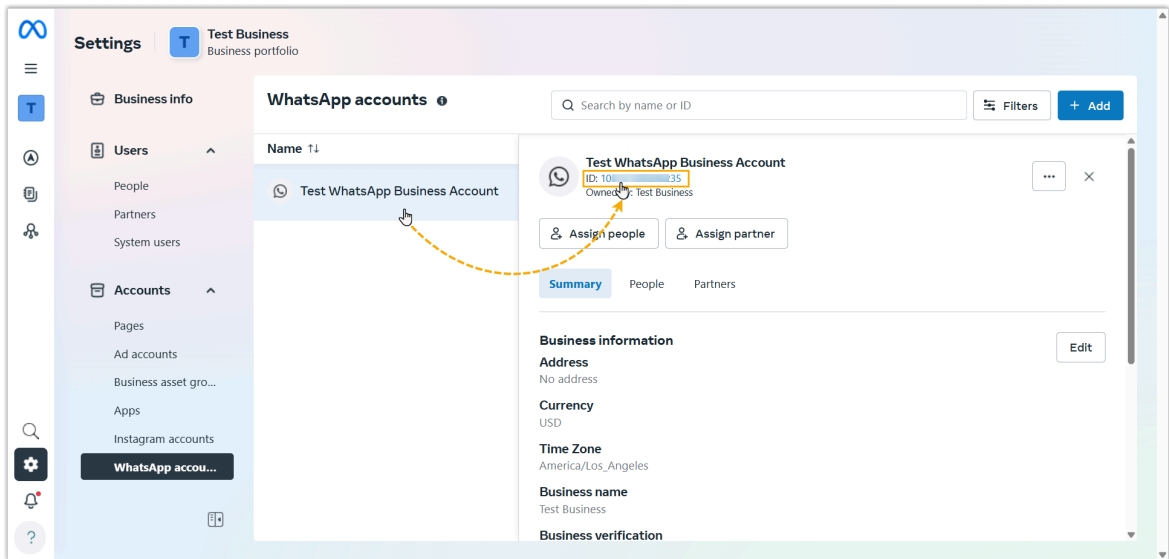 Settings
T
Test Business
Business portfolio
T
Business info
Users
People
Partners
System users
Accounts
Pages
Ad accounts
Business asset gro...
Apps
Instagram accounts
WhatsApp accou...
?
WhatsApp accounts
Search by name or ID
Filters
+ Add
Name
Test WhatsApp Business Account
Test WhatsApp Business Account
ID: 10 235
Test Business
...
Assign people
Assign partner
Summary People Partners
Business information
Edit
Address
No address
Currency
USD
Time Zone
America/Los_Angeles
Business name
Test Business
Business verification